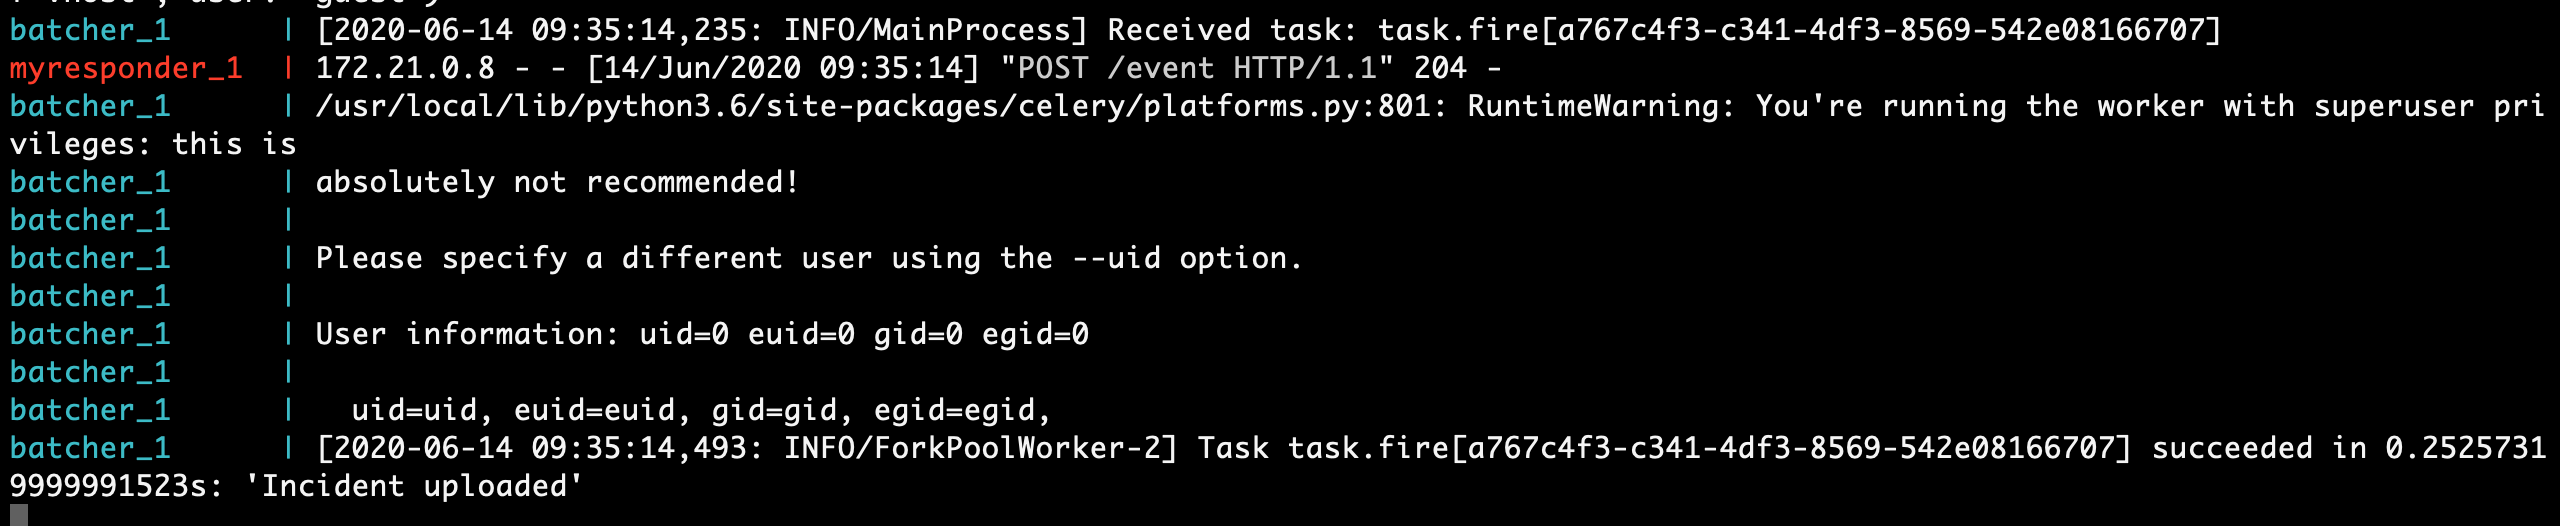 batcher_1 | [2020-06-14 09:35:14,235: INFO/MainProcess] Received task: task.fire[a767c4f3-c341-4df3-8569-542e08166707]
myresponder_1 | 172.21.0.8 - - [14/Jun/2020 09:35:14] "POST /event HTTP/1.1" 204 -
batcher_1 | /usr/local/lib/python3.6/site-packages/celery/platforms.py:801: RuntimeWarning: You're running the worker with superuser pri
vileges: this is
batcher_1 | absolutely not recommended!
batcher_1 |
batcher_1 | Please specify a different user using the --uid option.
batcher_1 |
batcher_1 | User information: uid=0 euid=0 gid=0 egid=0
batcher_1 |
batcher_1 |   uid=uid, euid=euid, gid=gid, egid=egid,
batcher_1 | [2020-06-14 09:35:14,493: INFO/ForkPoolWorker-2] Task task.fire[a767c4f3-c341-4df3-8569-542e08166707] succeeded in 0.2525731
9999991523s: 'Incident uploaded'